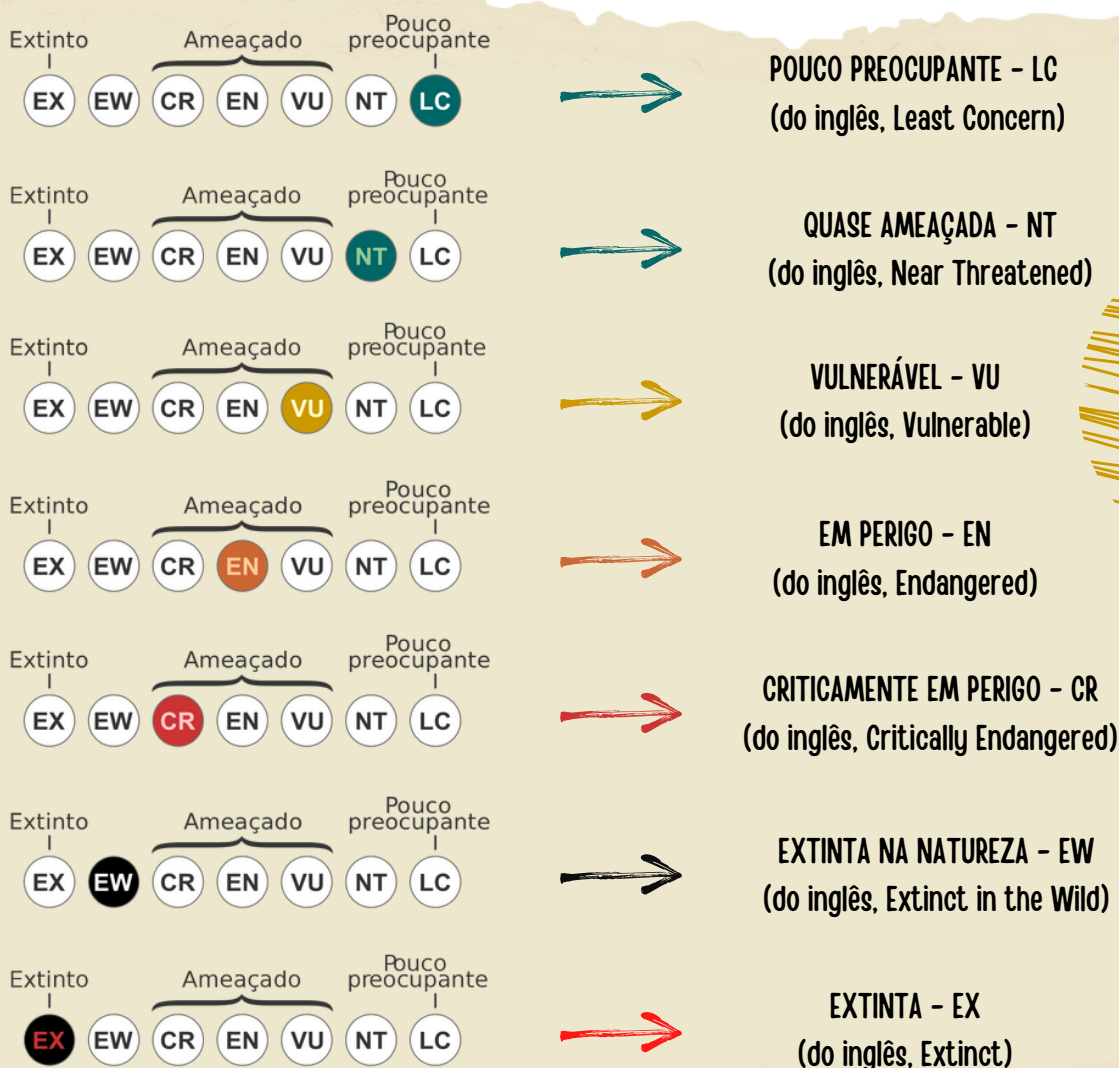 Extinto Ameaçado Pouco
preocupante
EX EW CR EN VU NT LC
POUCO PREOCUPANTE - LC
(do inglês, Least Concern)
Extinto Ameaçado Pouco
preocupante
EX EW CR EN VU NT LC
QUASE AMEAÇADA - NT
(do inglês, Near Threatened)
Extinto Ameaçado Pouco
preocupante
EX EW CR EN VU NT LC
VULNERÁVEL - VU
(do inglês, Vulnerable)
Extinto Ameaçado Pouco
preocupante
EX EW CR EN VU NT LC
EM PERIGO - EN
(do inglês, Endangered)
Extinto Ameaçado Pouco
preocupante
EX EW CR EN VU NT LC
CRITICAMENTE EM PERIGO - CR
(do inglês, Critically Endangered)
Extinto Ameaçado Pouco
preocupante
EX EW CR EN VU NT LC
EXTINTA NA NATUREZA - EW
(do inglês, Extinct in the Wild)
Extinto Ameaçado Pouco
preocupante
EX EW CR EN VU NT LC
EXTINTA - EX
(do inglês, Extinct)